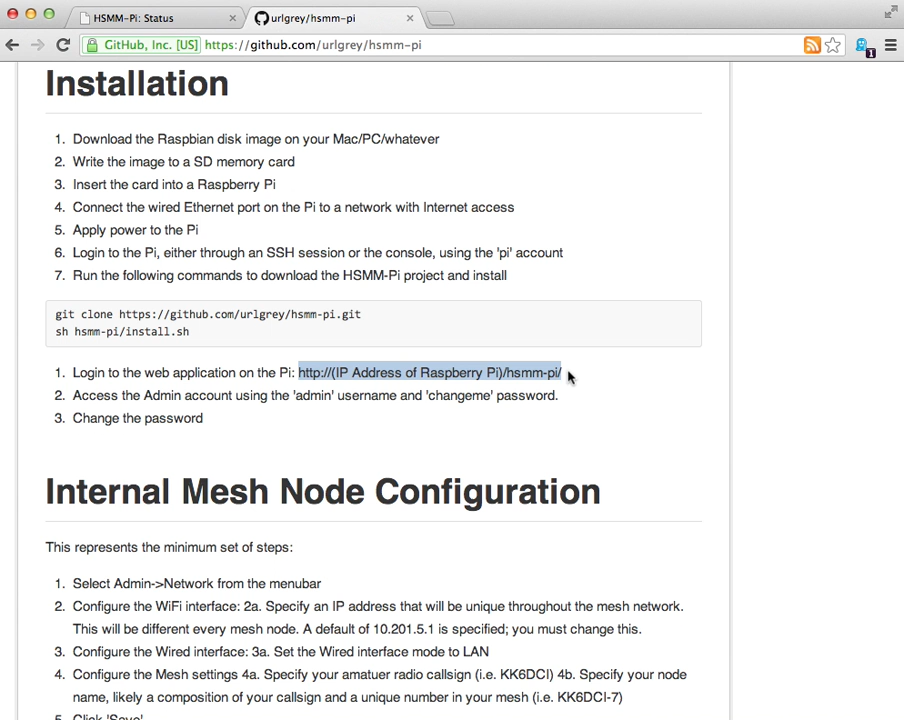 HSMM-Pi: Status
urlgrey/hsmm-pi
GitHub, Inc. [US] https://github.com/urlgrey/hsmm-pi
1
Installation
1. Download the Raspbian disk image on your Mac/PC/whatever
2. Write the image to a SD memory card
3. Insert the card into a Raspberry Pi
4. Connect the wired Ethernet port on the Pi to a network with Internet access
5. Apply power to the Pi
6. Login to the Pi, either through an SSH session or the console, using the 'pi' account
7. Run the following commands to download the HSMM-Pi project and install
git clone https://github.com/urlgrey/hsmm-pi.git
sh hsmm-pi/install.sh
1. Login to the web application on the Pi: http://(IP Address of Raspberry Pi)/hsmm-pi/
2. Access the Admin account using the 'admin' username and 'changeme' password.
3. Change the password
Internal Mesh Node Configuration
This represents the minimum set of steps:
1. Select Admin->Network from the menubar
2. Configure the WiFi interface: 2a. Specify an IP address that will be unique throughout the mesh network.
This will be different every mesh node. A default of 10.201.5.1 is specified; you must change this.
3. Configure the Wired interface: 3a. Set the Wired interface mode to LAN
4. Configure the Mesh settings 4a. Specify your amatuer radio callsign (i.e. KK6DCI) 4b. Specify your node
name, likely a composition of your callsign and a unique number in your mesh (i.e. KK6DCI-7)
5. Click 'Save'